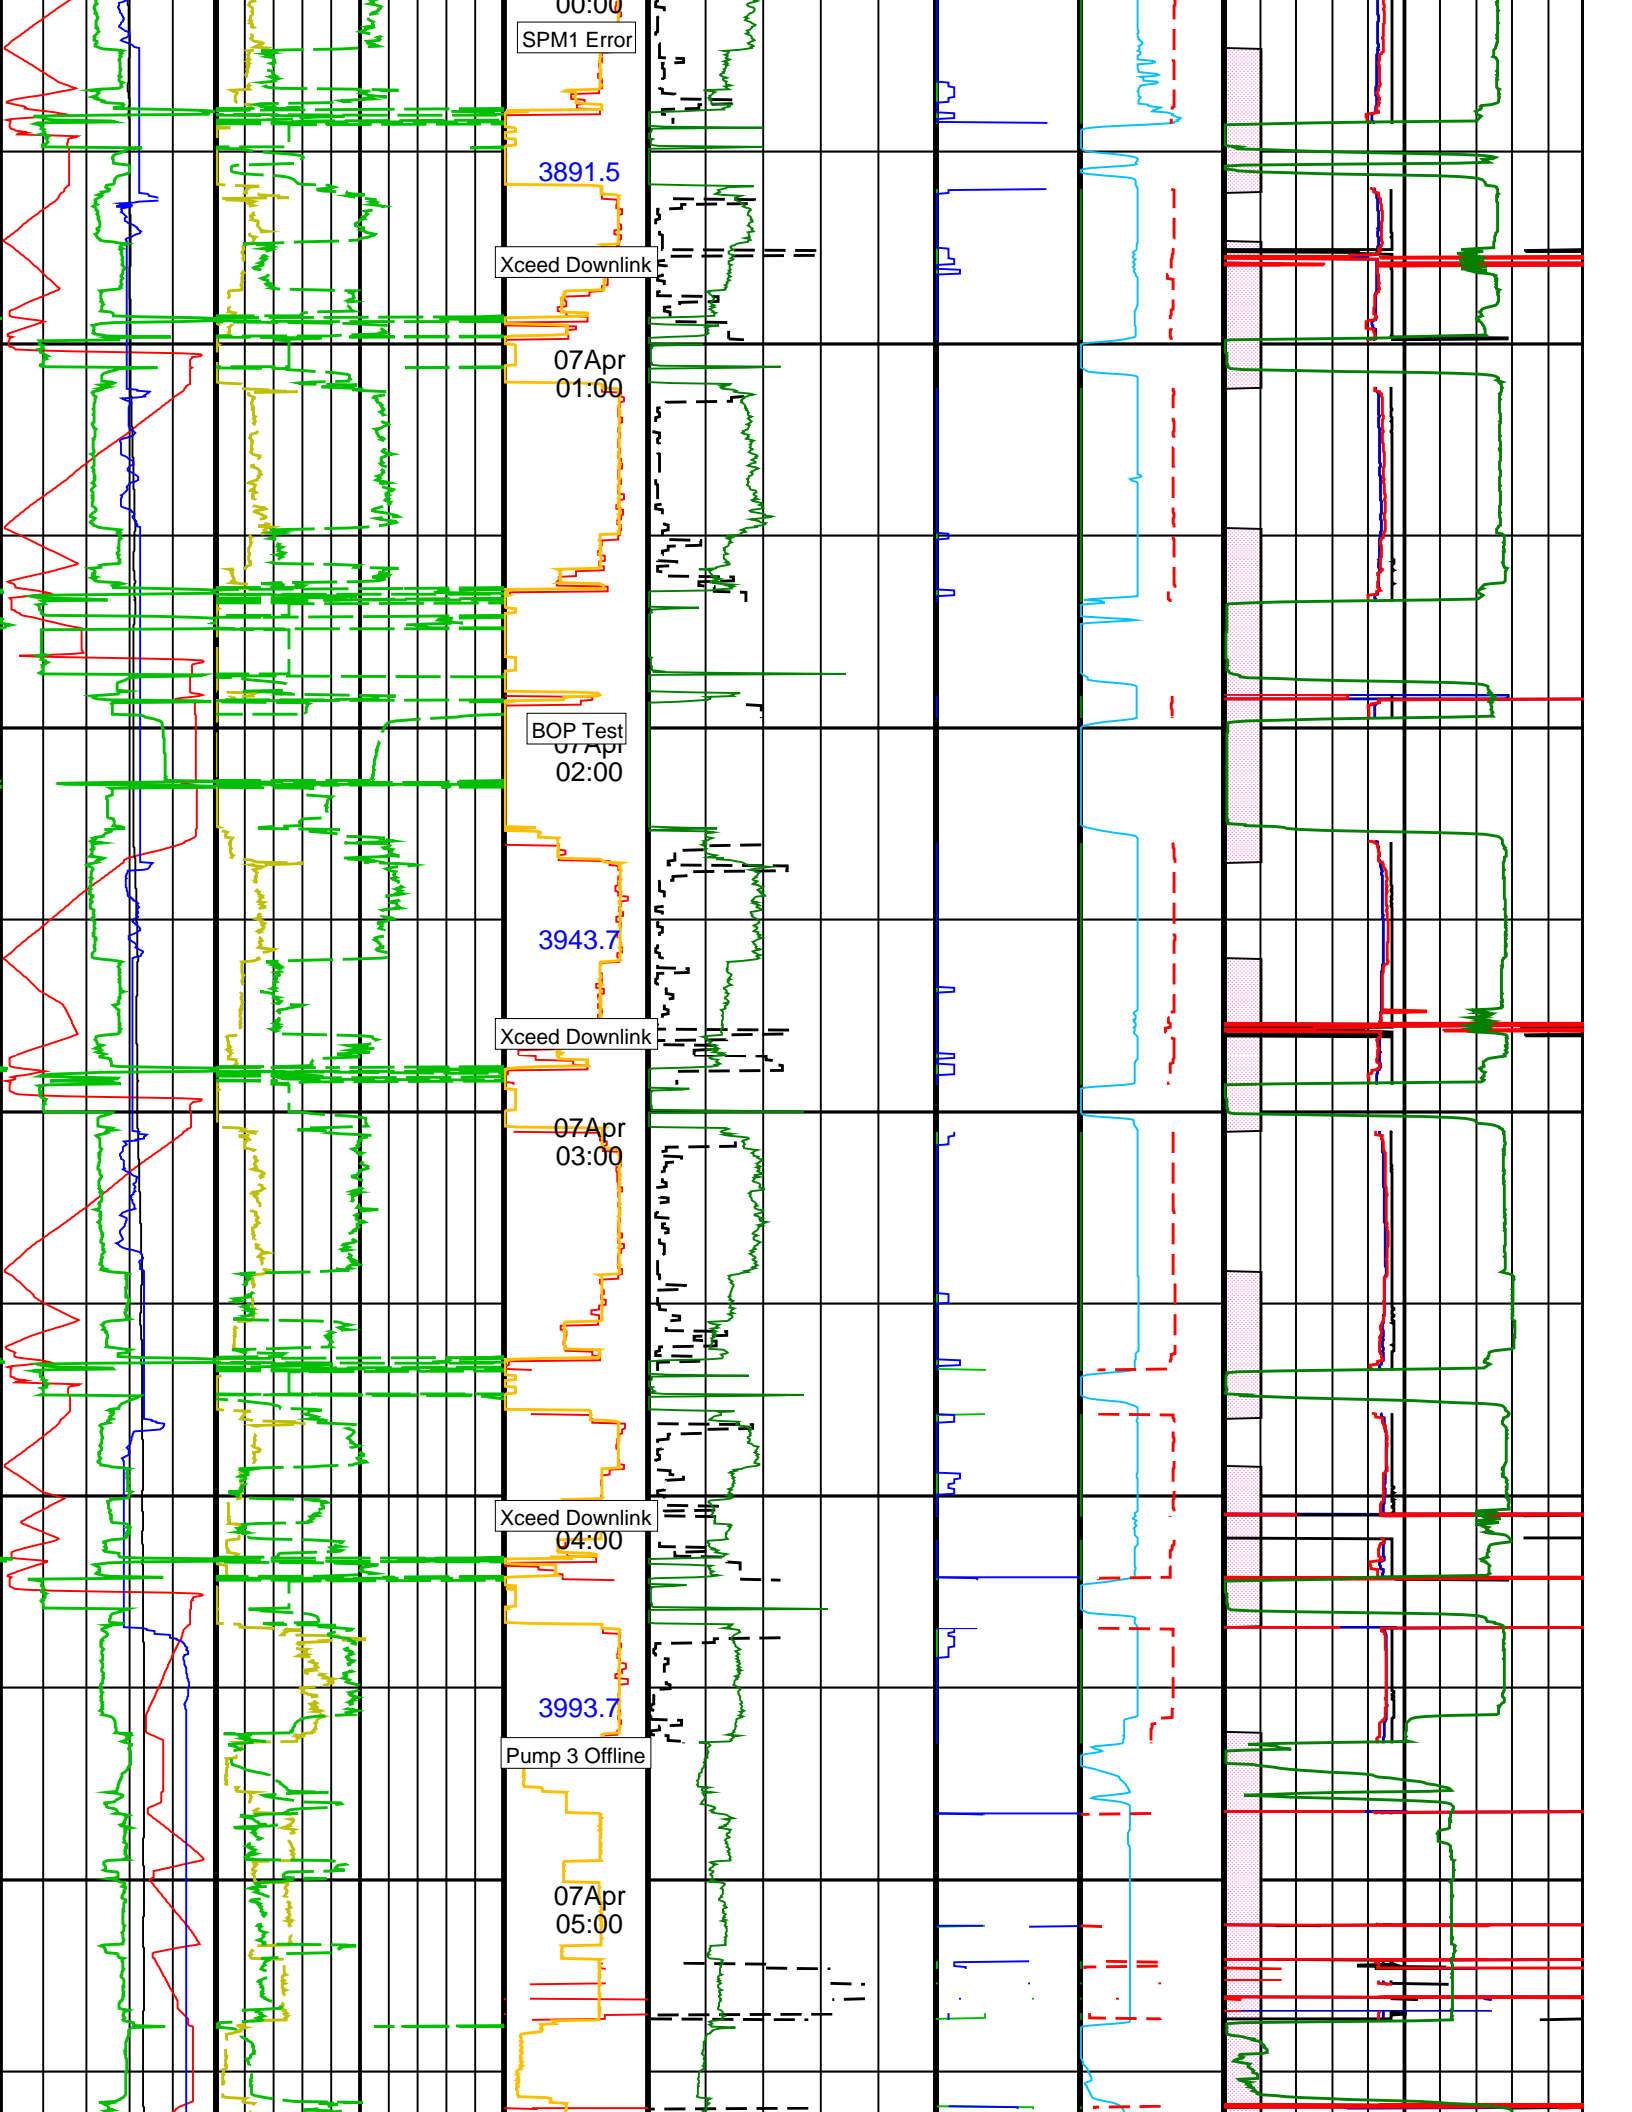 00:00
SPM1 Error
3891.5
Xceed Downlink
07Apr
01:00
BOP Test
07Apr
02:00
3943.7
Xceed Downlink
07Apr
03:00
Xceed Downlink
04:00
3993.7
Pump 3 Offline
07Apr
05:00